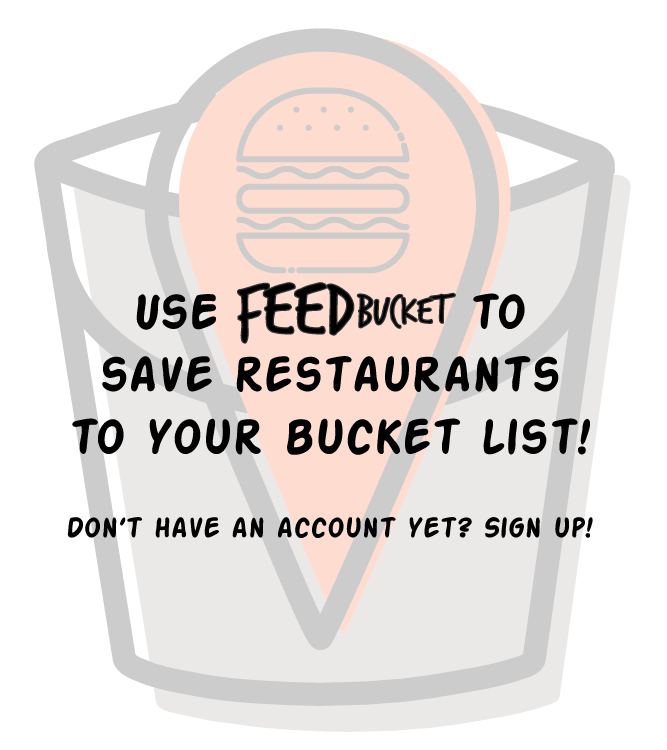 USE FEEDBUCKET TO
SAVE RESTAURANTS
TO YOUR BUCKET LIST!
DON'T HAVE AN ACCOUNT YET? SIGN UP!